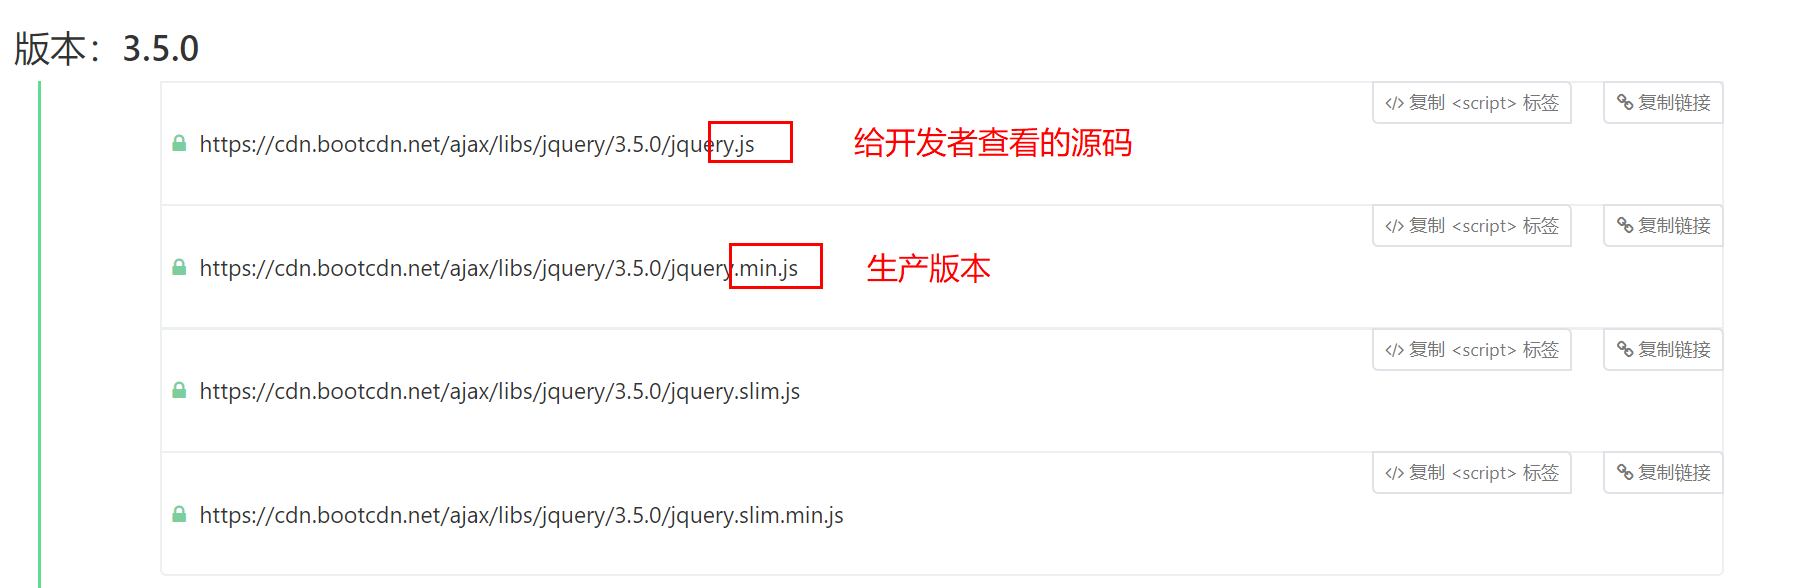 版本：3.5.0
</> 复制 <script> 标签
复制链接
https://cdn.bootcdn.net/ajax/libs/jquery/3.5.0/jquery.js
给开发者查看的源码
</> 复制 <script> 标签
复制链接
https://cdn.bootcdn.net/ajax/libs/jquery/3.5.0/jquery.min.js
生产版本
</> 复制 <script> 标签
复制链接
https://cdn.bootcdn.net/ajax/libs/jquery/3.5.0/jquery.slim.js
</> 复制 <script> 标签
复制链接
https://cdn.bootcdn.net/ajax/libs/jquery/3.5.0/jquery.slim.min.js